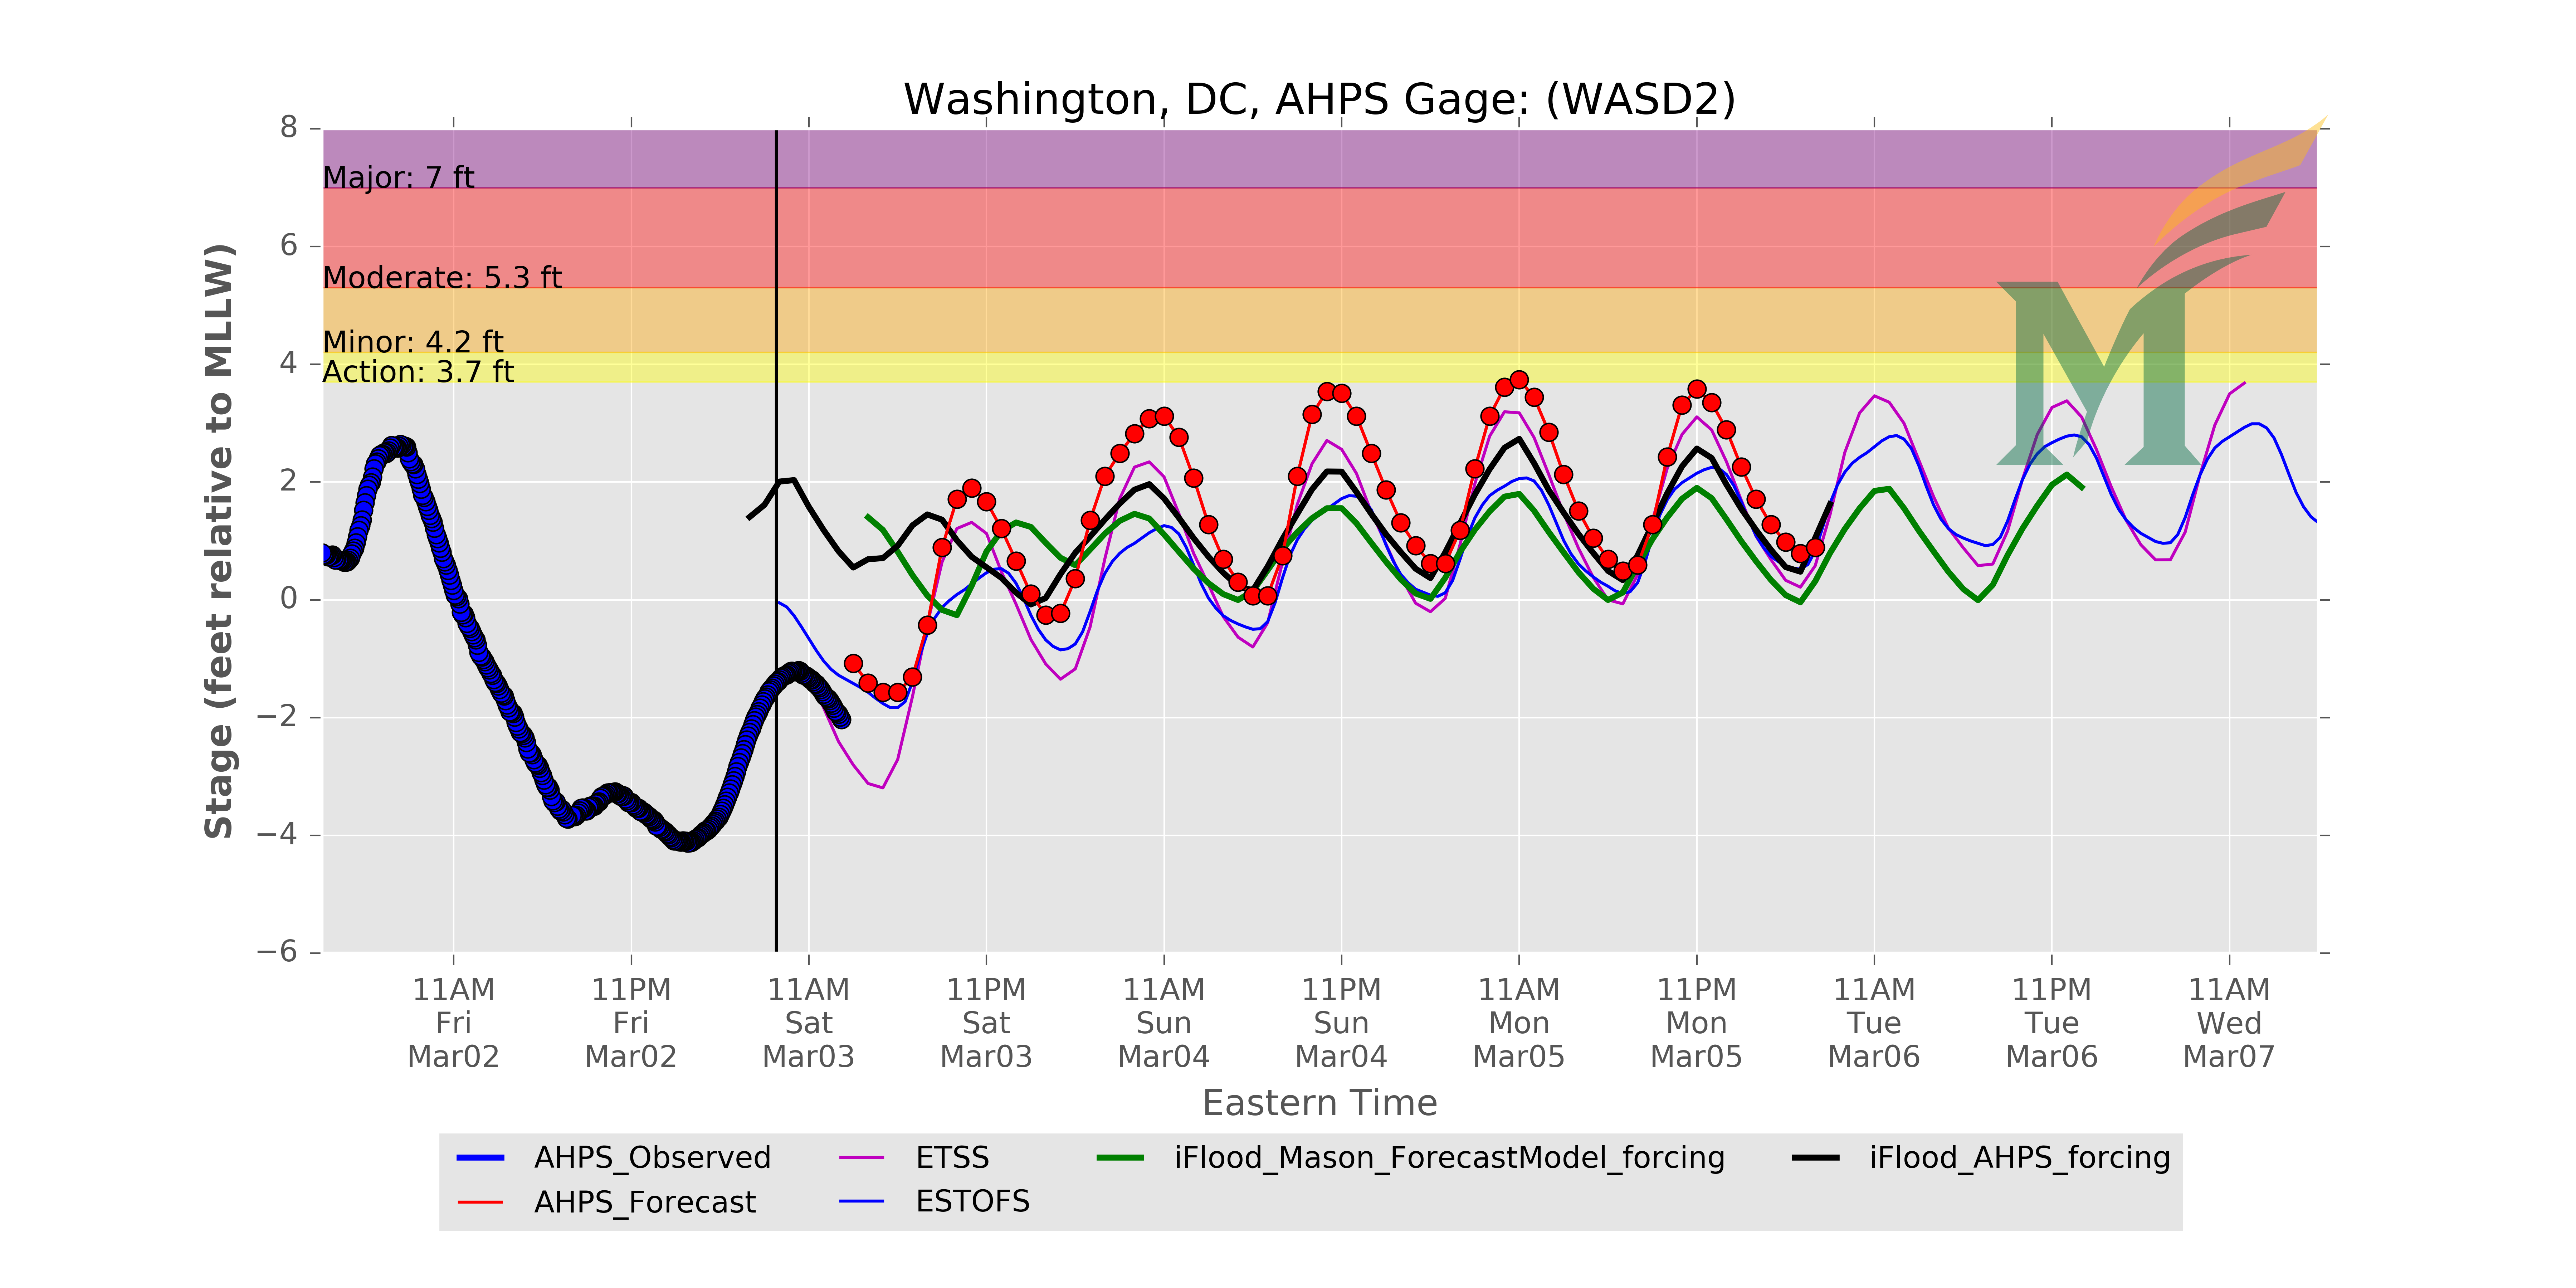 Washington, DC, AHPS Gage: (WASD2)
8
Major: 7 ft
6
Moderate: 5.3 ft
Minor: 4.2 ft
4
Action: 3.7 ft
2
0
−2
−4
−6
Stage (feet relative to MLLW)
11AM 11PM 11AM 11PM 11AM 11PM 11AM 11PM 11AM 11PM 11AM
Fri Fri Sat Sat Sun Sun Mon Mon Tue Tue Wed
Mar02 Mar02 Mar03 Mar03 Mar04 Mar04 Mar05 Mar05 Mar06 Mar06 Mar07
Eastern Time
AHPS_Observed ETSS iFlood_Mason_ForecastModel_forcing iFlood_AHPS_forcing
AHPS_Forecast ESTOFS
M